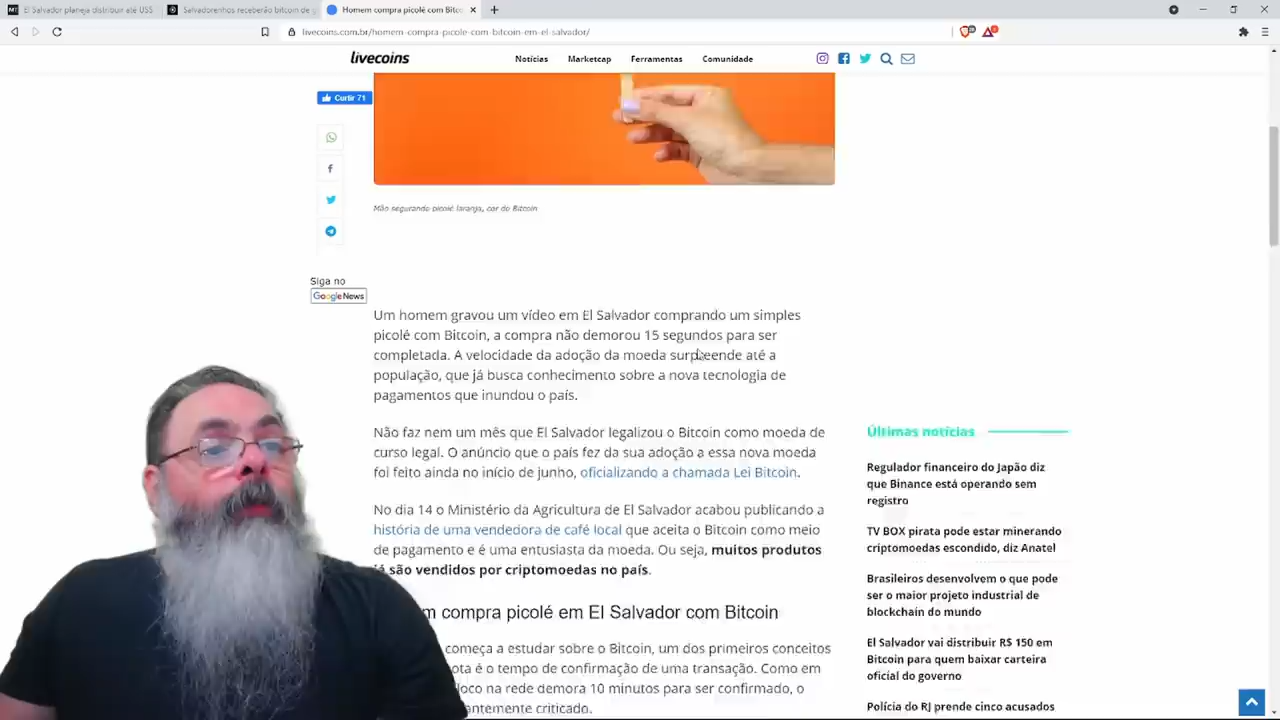 El Salvador planeja distribuir até US$
Salvadorenhos receberão bitcoin de g
Homem compra picolé com Bitco
livecoins.com.br/homem-compra-picole-com-bitcoin-em-el-salvador/
livecoins
Notícias Marketcap Ferramentas Comunidade
Curtir 71
Mão segurando picolé laranja, cor do Bitcoin
Siga no
Google News
Um homem gravou um vídeo em El Salvador comprando um simples
picolé com Bitcoin, a compra não demorou 15 segundos para ser
completada. A velocidade da adoção da moeda surpreende até a
população, que já busca conhecimento sobre a nova tecnologia de
pagamentos que inundou o país.
Não faz nem um mês que El Salvador legalizou o Bitcoin como moeda de
curso legal. O anúncio que o país fez da sua adoção a essa nova moeda
foi feito ainda no início de junho, oficializando a chamada Lei Bitcoin.
No dia 14 o Ministério da Agricultura de El Salvador acabou publicando a
história de uma vendedora de café local que aceita o Bitcoin como meio
de pagamento e é uma entusiasta da moeda. Ou seja, muitos produtos
já são vendidos por criptomoedas no país.
m compra picolé em El Salvador com Bitcoin
começa a estudar sobre o Bitcoin, um dos primeiros conceitos
ota é o tempo de confirmação de uma transação. Como em
loco na rede demora 10 minutos para ser confirmado, o
antemente criticado.
Últimas notícias
Regulador financeiro do Japão diz
que Binance está operando sem
registro
TV BOX pirata pode estar minerando
criptomoedas escondido, diz Anatel
Brasileiros desenvolvem o que pode
ser o maior projeto industrial de
blockchain do mundo
El Salvador vai distribuir R$ 150 em
Bitcoin para quem baixar carteira
oficial do governo
Polícia do RJ prende cinco acusados